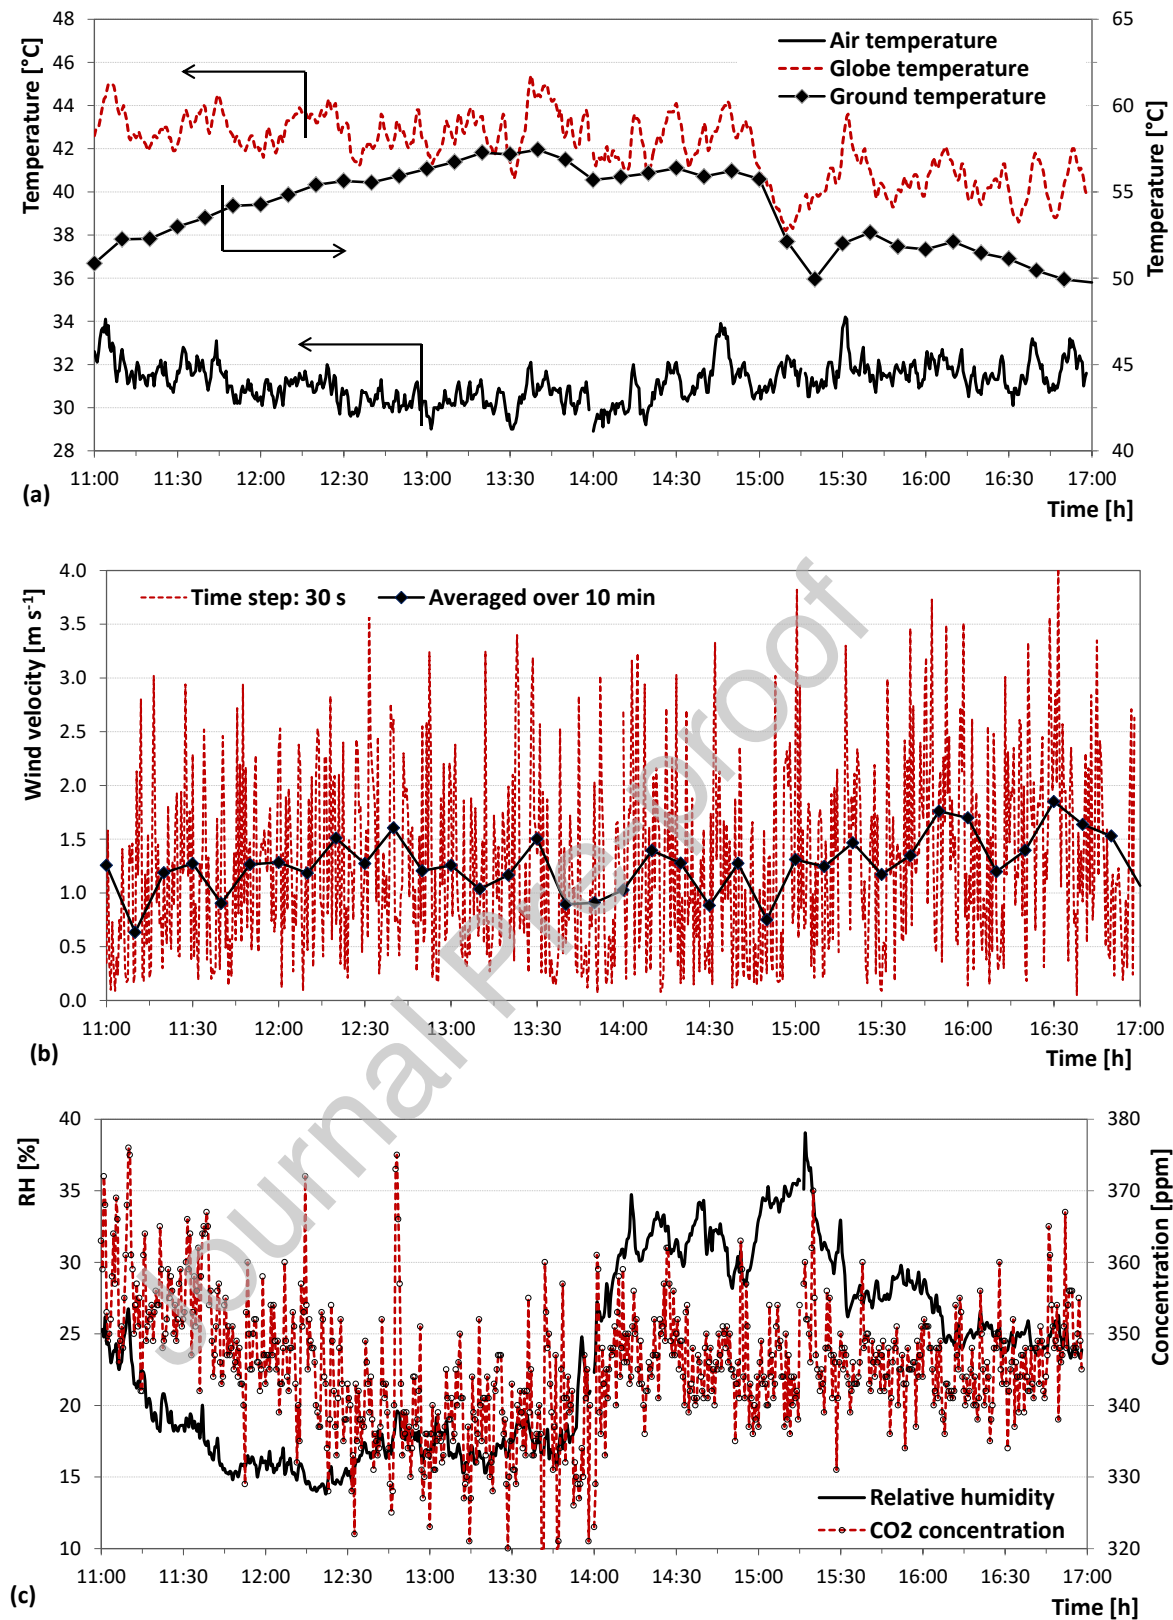 48
46
44
42
40
38
36
34
32
30
28
Temperature [°C]
65
60
55
50
45
40
Temperature [°C]
Air temperature
Globe temperature
Ground temperature
11:00 11:30 12:00 12:30 13:00 13:30 14:00 14:30 15:00 15:30 16:00 16:30 17:00
(a)
Time [h]
4.0
3.5
3.0
2.5
2.0
1.5
1.0
0.5
0.0
Wind velocity [m s-1]
Time step: 30 s Averaged over 10 min
11:00 11:30 12:00 12:30 13:00 13:30 14:00 14:30 15:00 15:30 16:00 16:30 17:00
(b)
Time [h]
40
35
30
25
20
15
10
RH [%]
380
370
360
350
340
330
320
Concentration [ppm]
Relative humidity
CO2 concentration
11:00 11:30 12:00 12:30 13:00 13:30 14:00 14:30 15:00 15:30 16:00 16:30 17:00
(c)
Time [h]
Journal Pre-proof